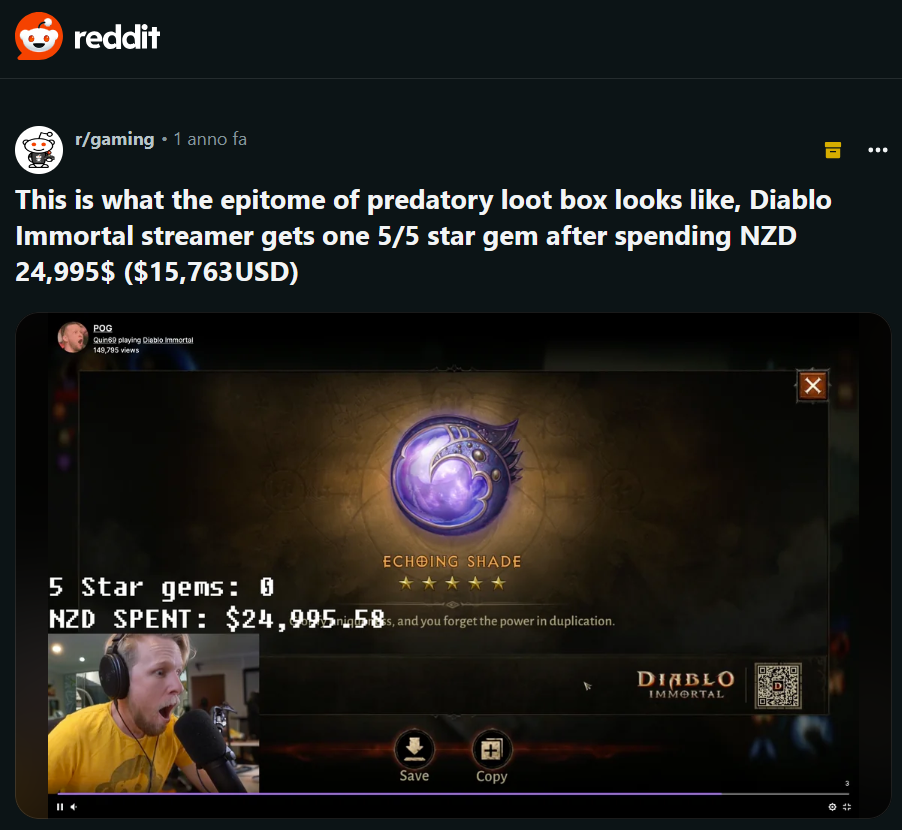 reddit
r/gaming • 1 anno fa
This is what the epitome of predatory loot box looks like, Diablo
Immortal streamer gets one 5/5 star gem after spending NZD
24,995$ ($15,763USD)
POG
Quin69 playing Diablo Immortal
149,795 views
ECHOING SHADE
5 Star gems: 0
NZD SPENT: $24,995.58
and you forget the power in duplication.
DIABLO
IMMORTAL
D
Save
Copy
3